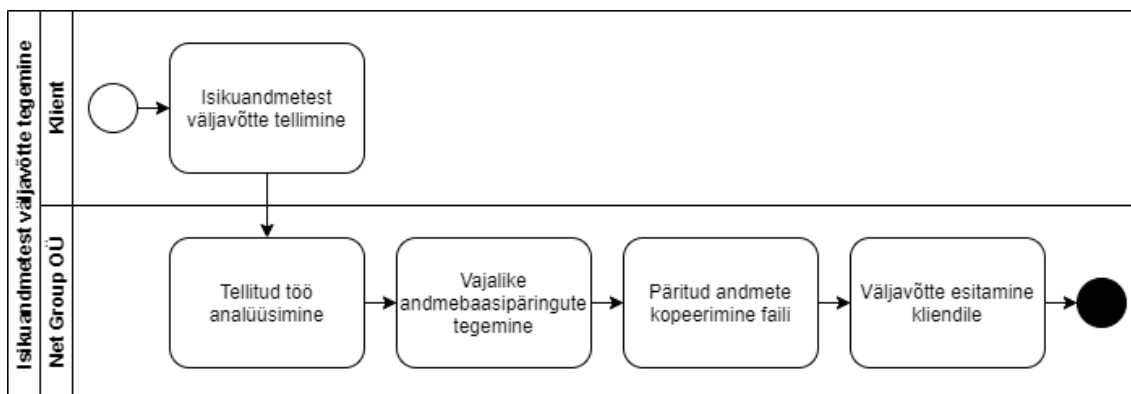 Isikuandmetest väljavõtte tegemine
Klient
Isikuandmetest
väljavõtte tellimine
Net Group OÜ
Tellitud töö
analüüsimine
Vajalike
andmebaasipäringute
tegemine
Päritud andmete
kopeerimine faili
Väljavõtte esitamine
kliendile